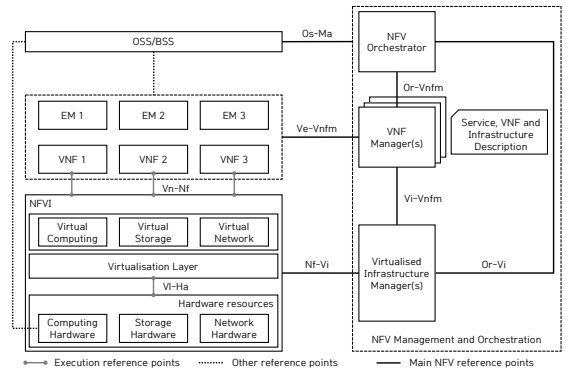 OSS/BSS
Os-Ma
NFV
Orchestrator
Or-Vnfm
EM 1
EM 2
EM 3
VNF 1
VNF 2
VNF 3
Ve-Vnfm
VNF
Manager(s)
Service, VNF and
Infrastructure
Description
Vn-Nf
Vi-Vnfm
NFVI
Virtual
Computing
Virtual
Storage
Virtual
Network
Virtualisation Layer
Nf-Vi
Virtualised
Infrastructure
Manager(s)
Or-Vi
Vl-Ha
Hardware resources
Computing
Hardware
Storage
Hardware
Network
Hardware
NFV Management and Orchestration
Execution reference points
Other reference points
Main NFV reference points